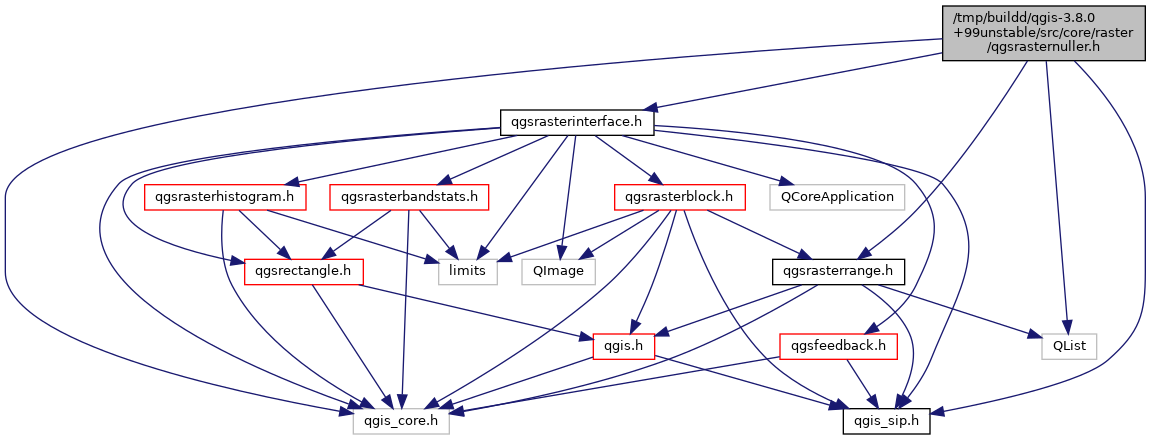 /tmp/buildd/qgis-3.8.0
+99unstable/src/core/raster
/qgsrasternuller.h
qgsrasterinterface.h
qgsrasterhistogram.h
qgsrasterbandstats.h
qgsrasterblock.h
QCoreApplication
qgsrectangle.h
limits
QImage
qgsrasterrange.h
qgis.h
qgsfeedback.h
QList
qgis_core.h
qgis_sip.h